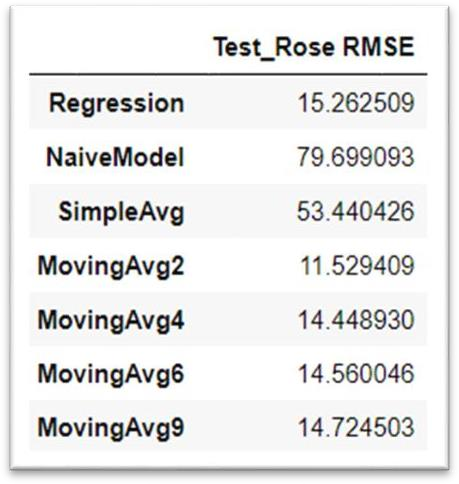 Test_Rose RMSE
Regression 15.262509
NaiveModel 79.699093
SimpleAvg 53.440426
MovingAvg2 11.529409
MovingAvg4 14.448930
MovingAvg6 14.560046
MovingAvg9 14.724503